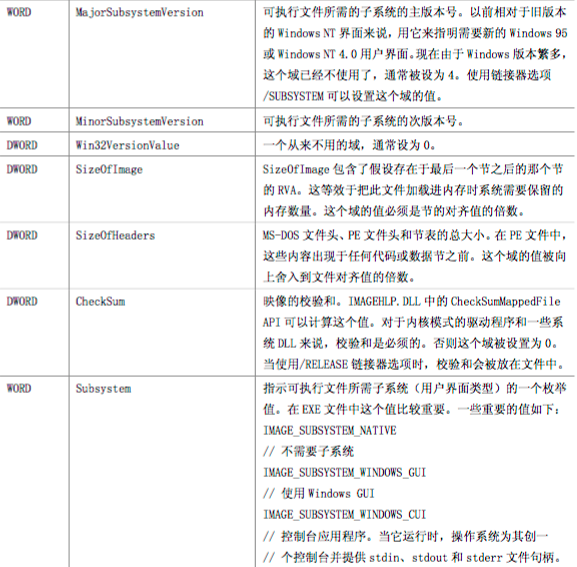 WORD MajorSubsystemVersion 可执行文件所需的子系统的主版本号。以前相对于旧版本
的 Windows NT 界面来说，用它来指明需要新的 Windows 95
或 Windows NT 4.0 用户界面。现在由于 Windows 版本繁多，
这个域已经不使用了，通常被设为 4。使用链接器选项
/SUBSYSTEM 可以设置这个域的值。
WORD MinorSubsystemVersion 可执行文件所需的子系统的次版本号。
DWORD Win32VersionValue 一个从来不用的域，通常设为 0。
DWORD SizeOfImage SizeOfImage 包含了假设存在于最后一个节之后的那个节
的 RVA。这等效于把此文件加载进内存时系统需要保留的
内存数量。这个域的值必须是节的对齐值的倍数。
DWORD SizeOfHeaders MS-DOS 文件头、PE 文件头和节表的总大小。在 PE 文件中，
这些内容出现于任何代码或数据节之前。这个域的值被向
上舍入到文件对齐值的倍数。
DWORD CheckSum 映像的校验和。IMAGEHLP.DLL 中的 CheckSumMappedFile
API 可以计算这个值。对于内核模式的驱动程序和一些系
统 DLL 来说，校验和是必须的。否则这个域被设置为 0。
当使用/RELEASE 链接器选项时，校验和会被放在文件中。
WORD Subsystem 指示可执行文件所需子系统（用户界面类型）的一个枚举
值。在 EXE 文件中这个值比较重要。一些重要的值如下：
IMAGE_SUBSYSTEM_NATIVE
// 不需要子系统
IMAGE_SUBSYSTEM_WINDOWS_GUI
// 使用 Windows GUI
IMAGE_SUBSYSTEM_WINDOWS_CUI
// 控制台应用程序。当它运行时，操作系统为其创一
// 个控制台并提供 stdin、stdout 和 stderr 文件句柄。